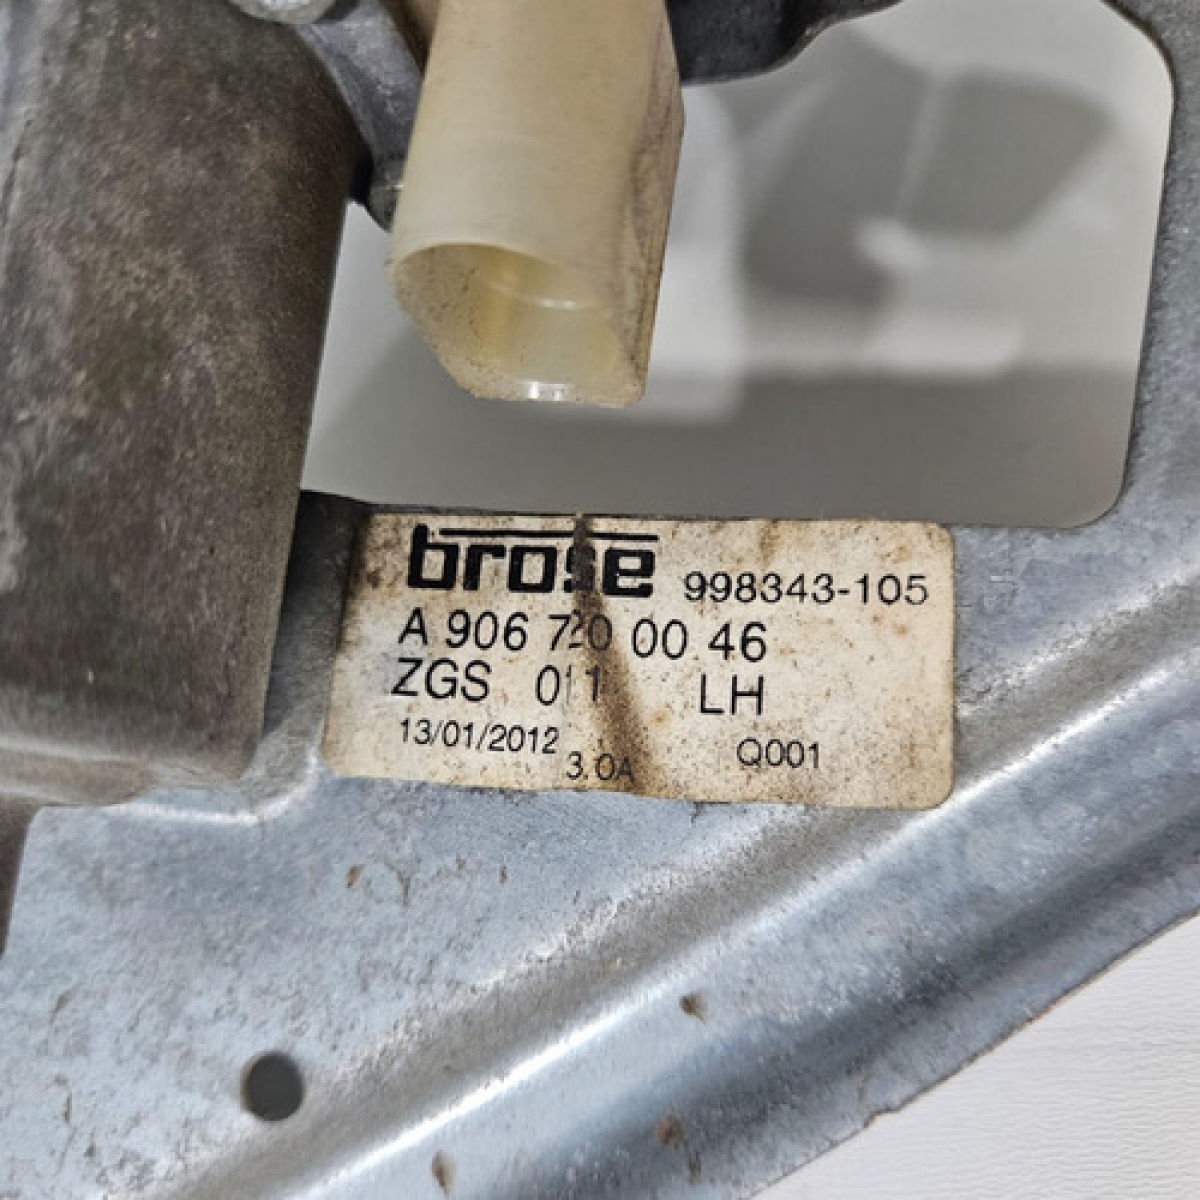 brose 998343-105
A 906 720 00 46
ZGS 011 LH
13/01/2012 3.0A Q001